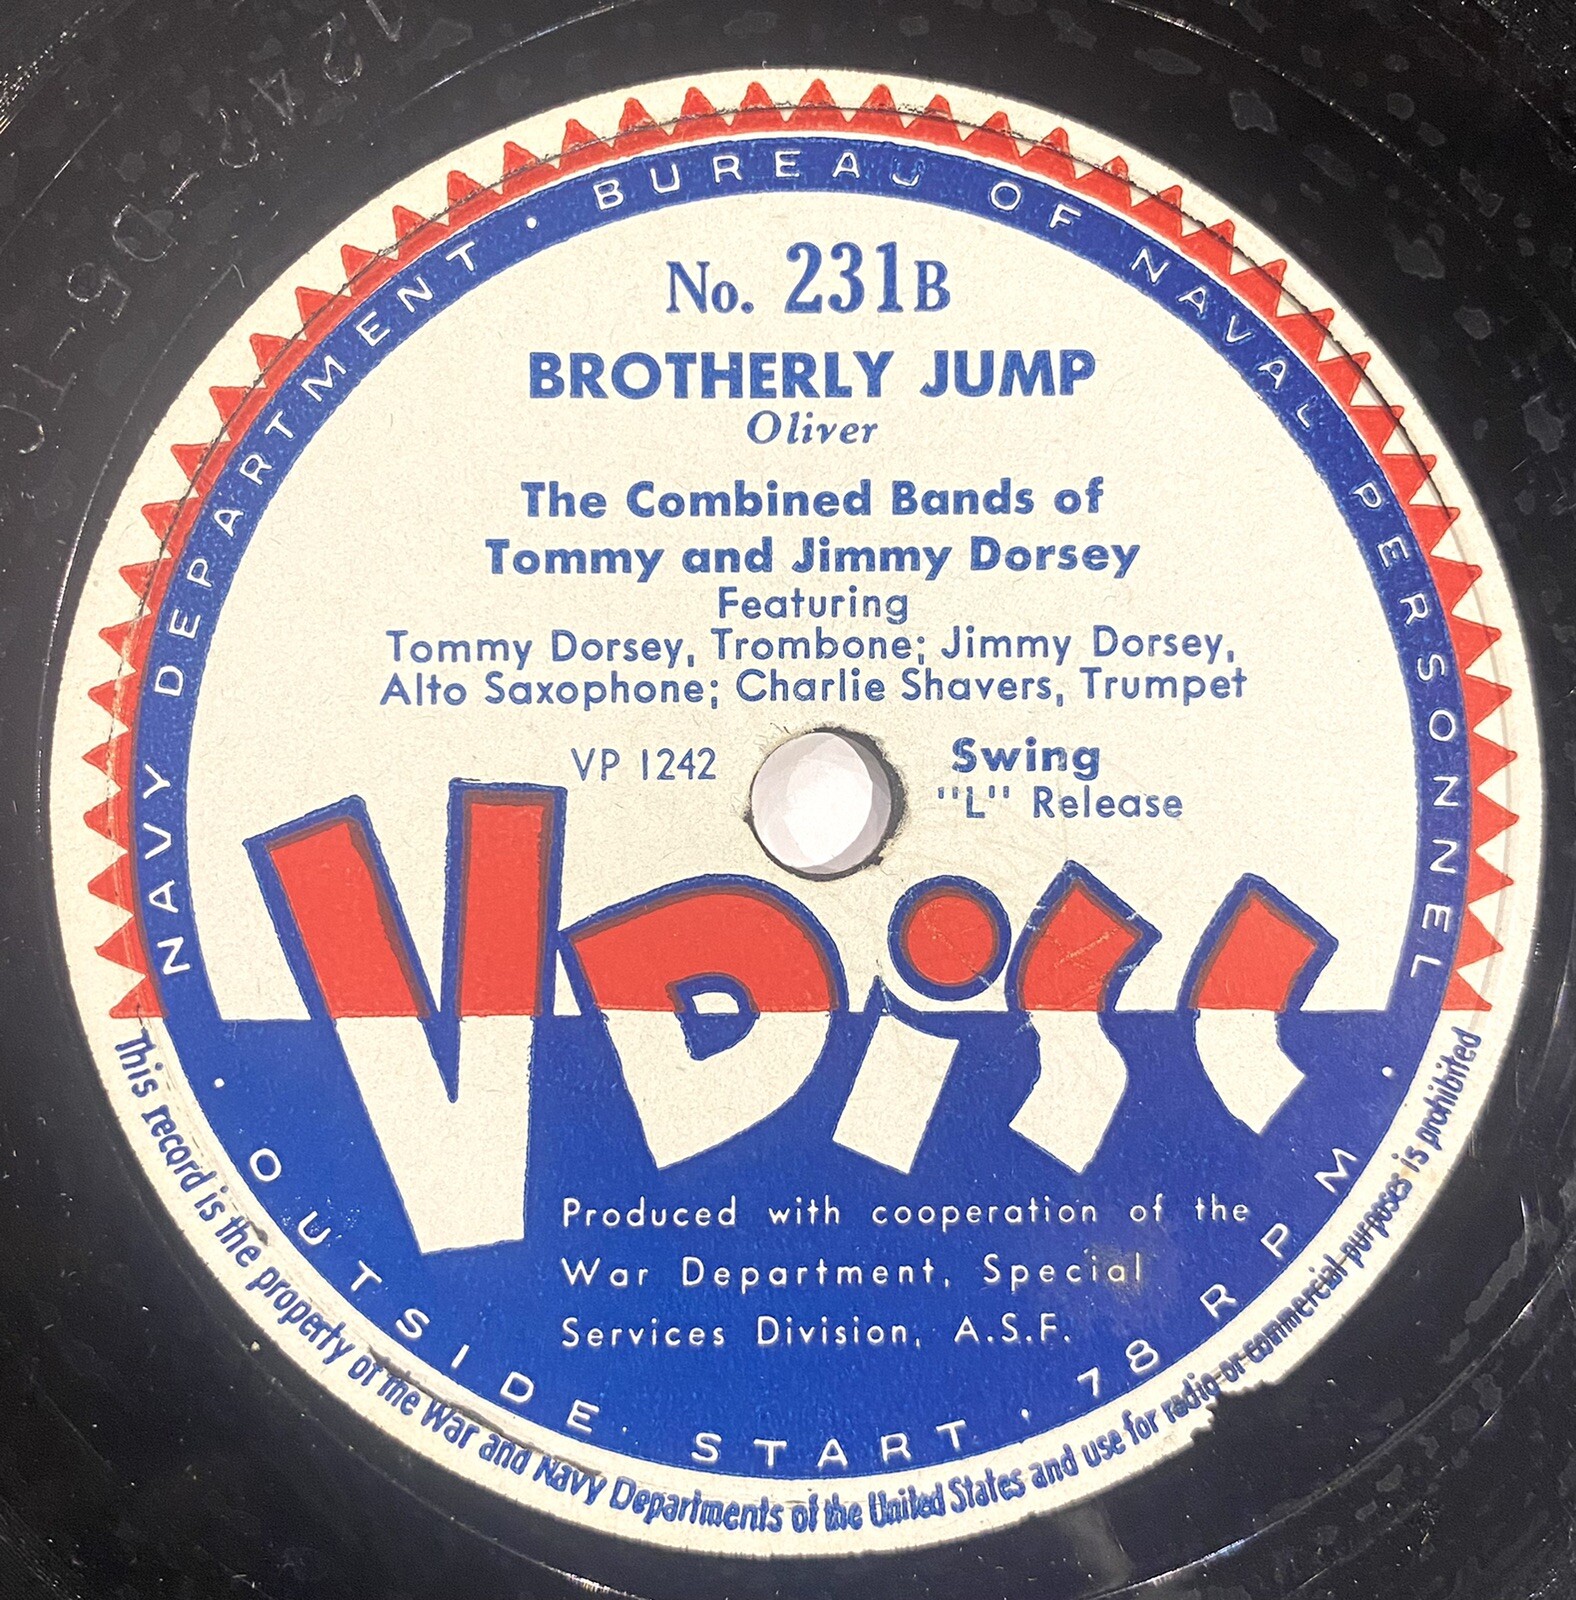 NAVY DEPARTMENT · BUREAU OF NAVAL PERSONNEL
No. 231B
BROTHERLY JUMP
Oliver
The Combined Bands of
Tommy and Jimmy Dorsey
Featuring
Tommy Dorsey, Trombone; Jimmy Dorsey,
Alto Saxophone; Charlie Shavers, Trumpet
VP 1242
Swing
"L" Release
V Disc
Produced with cooperation of the
War Department, Special
Services Division, A.S.F.
· OUTSIDE START · 78 RPM ·
This record is the property of the War and Navy Departments of the United States and use for radio or commercial purposes is prohibited